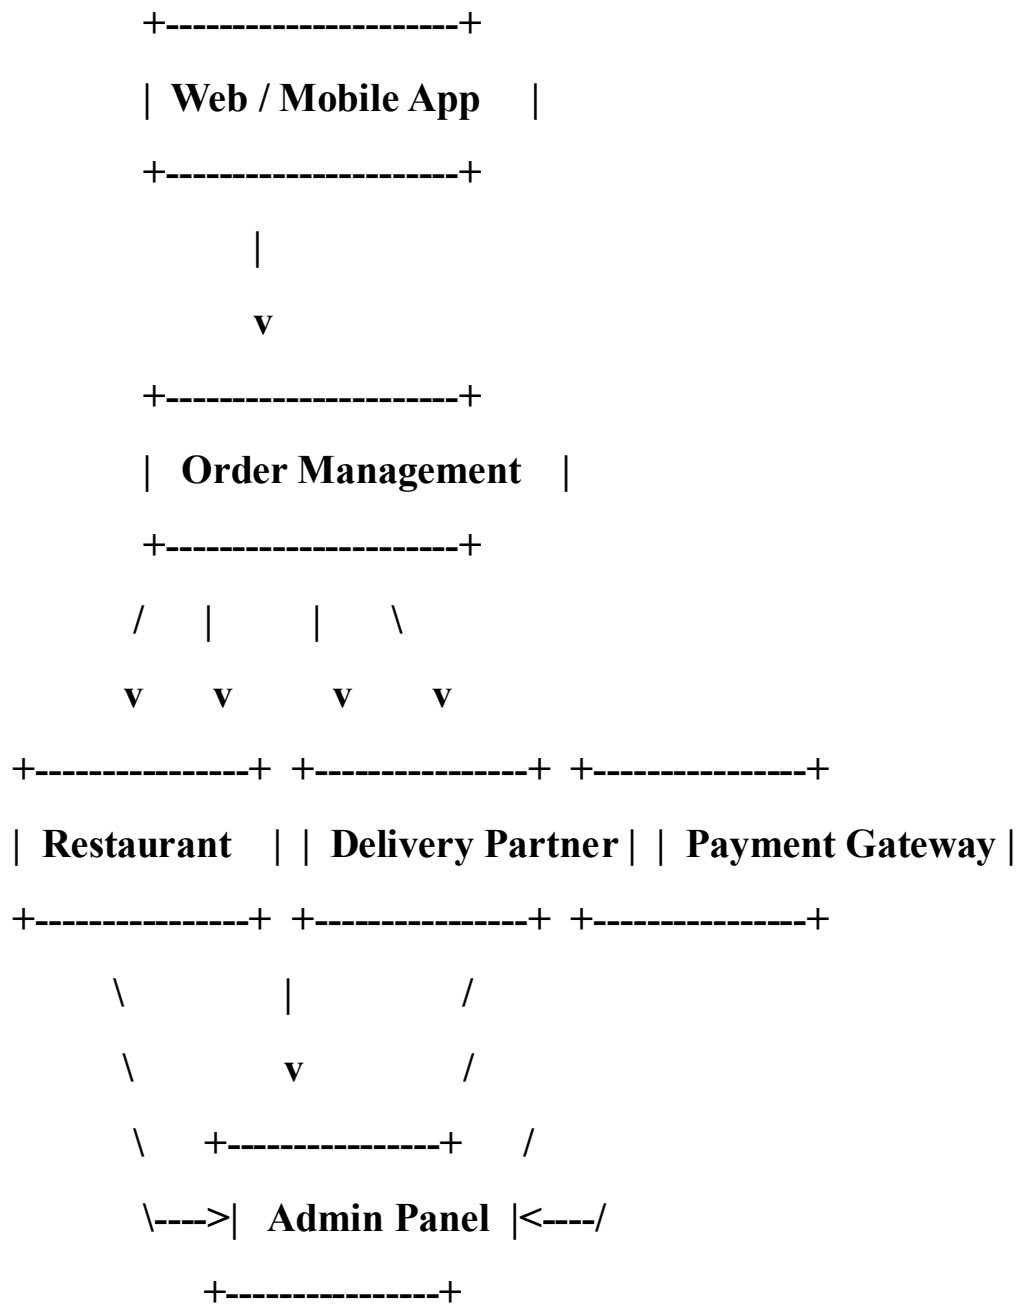 +----------------------+
| Web / Mobile App |
+----------------------+
|
v
+----------------------+
| Order Management |
+----------------------+
/ | | \
v v v v
+----------------+ +----------------+ +----------------+
| Restaurant | | Delivery Partner | | Payment Gateway |
+----------------+ +----------------+ +----------------+
\ | /
\ v /
\ +----------------+ /
\---->| Admin Panel |<----/
+----------------+